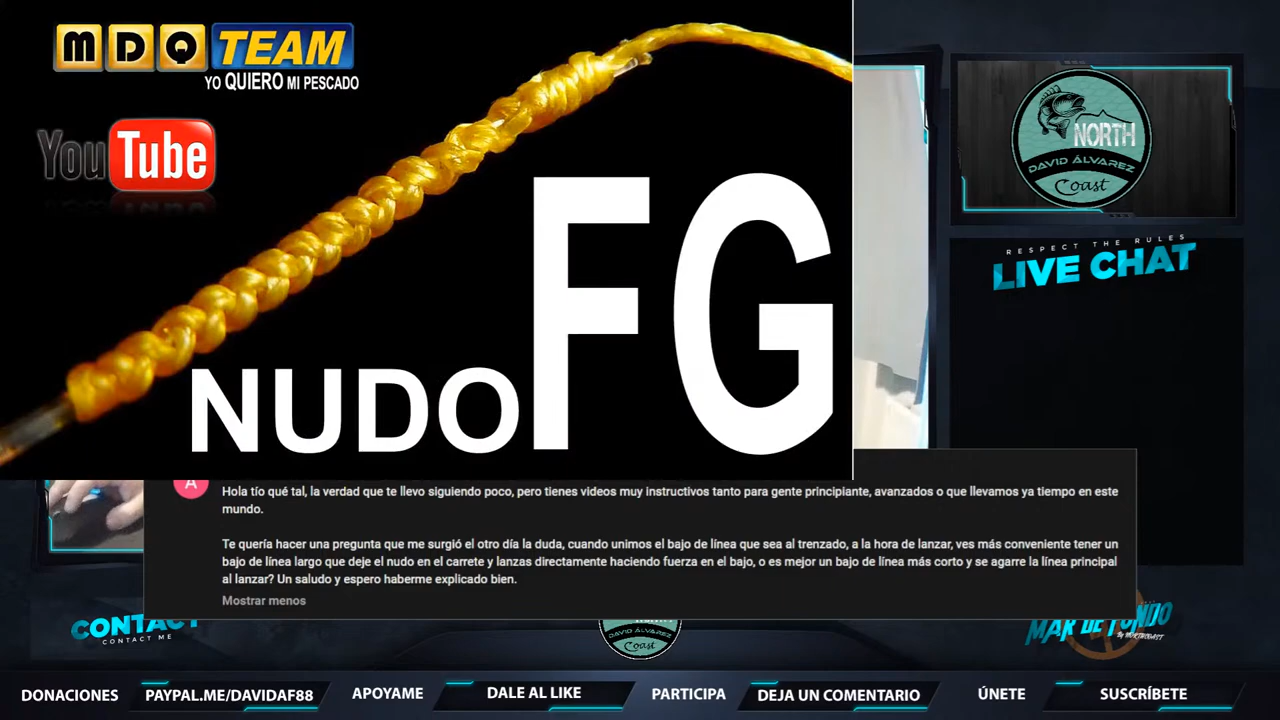 MDQ TEAM
YO QUIERO MI PESCADO
YouTube
NUDO FG
NORTH
DAVID ÁLVAREZ
Coast
RESPECT THE RULES
LIVE CHAT
A
Hola tío qué tal, la verdad que te llevo siguiendo poco, pero tienes videos muy instructivos tanto para gente principiante, avanzados o que llevamos ya tiempo en este
mundo.
Te quería hacer una pregunta que me surgió el otro día la duda, cuando unimos el bajo de línea que sea al trenzado, a la hora de lanzar, ves más conveniente tener un
bajo de línea largo que deje el nudo en el carrete y lanzas directamente haciendo fuerza en el bajo, o es mejor un bajo de línea más corto y se agarre la línea principal
al lanzar? Un saludo y espero haberme explicado bien.
Mostrar menos
CONTACT
CONTACT ME
DAVID ÁLVAREZ
Coast
MAR DE FONDO
By NORTHCOAST
DONACIONES
PAYPAL.ME/DAVIDAF88
APOYAME
DALE AL LIKE
PARTICIPA
DEJA UN COMENTARIO
ÚNETE
SUSCRÍBETE